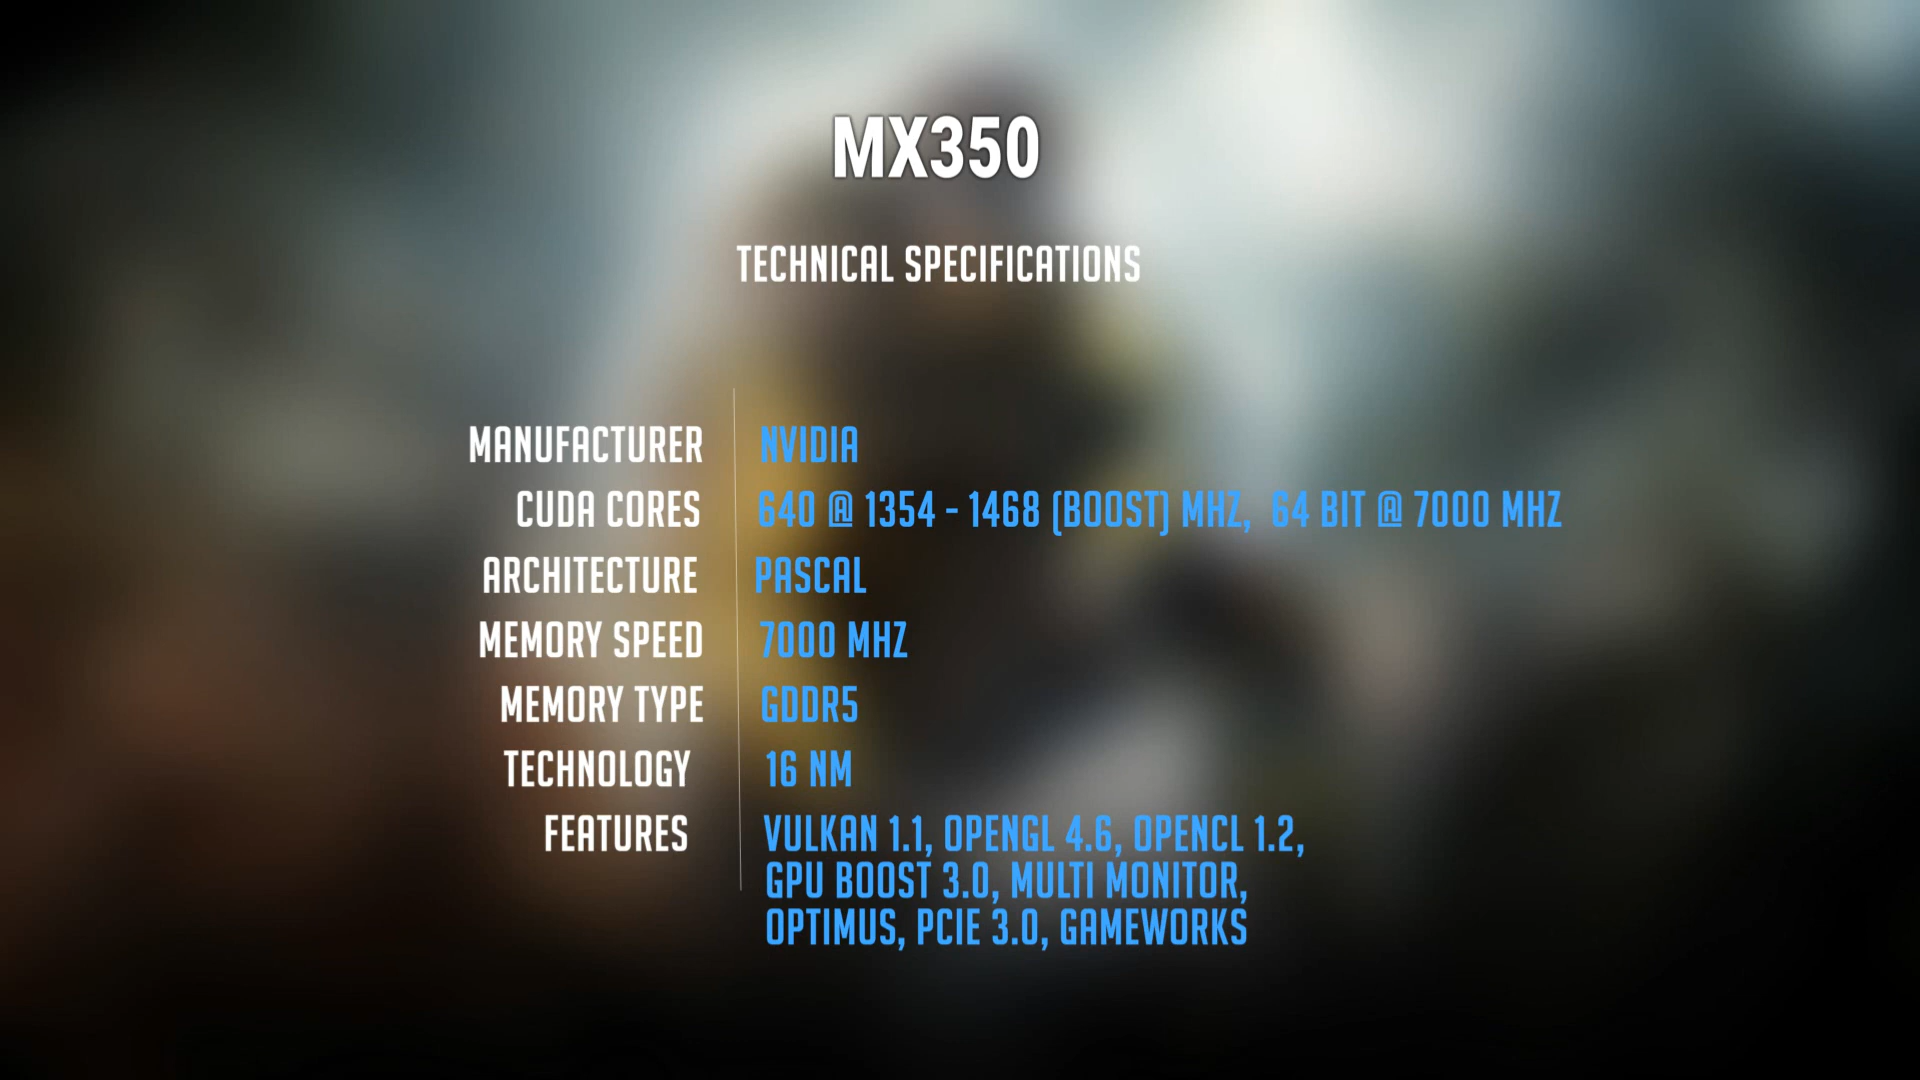 MX350
TECHNICAL SPECIFICATIONS
MANUFACTURER NVIDIA
CUDA CORES 640 @ 1354 - 1468 (BOOST) MHZ, 64 BIT @ 7000 MHZ
ARCHITECTURE PASCAL
MEMORY SPEED 7000 MHZ
MEMORY TYPE GDDR5
TECHNOLOGY 16 NM
FEATURES VULKAN 1.1, OPENGL 4.6, OPENCL 1.2,
GPU BOOST 3.0, MULTI MONITOR,
OPTIMUS, PCIE 3.0, GAMEWORKS